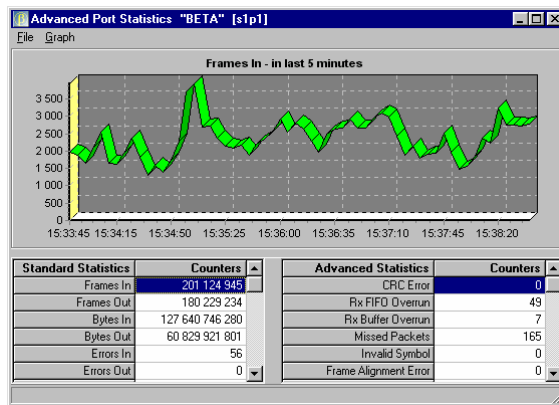 Advanced Port Statistics "BETA" [s1p1]
File Graph
Frames In - in last 5 minutes
3 500
3 000
2 500
2 000
1 500
1 000
500
0
15:33:45 15:34:15 15:34:50 15:35:25 15:36:00 15:36:35 15:37:10 15:37:45 15:38:20
Standard Statistics Counters
Frames In 201 124 945
Frames Out 180 229 234
Bytes In 127 640 746 280
Bytes Out 60 829 921 801
Errors In 56
Errors Out 0
Advanced Statistics Counters
CRC Error 0
Rx FIFO Overrun 49
Rx Buffer Overrun 7
Missed Packets 165
Invalid Symbol 0
Frame Alignment Error 0